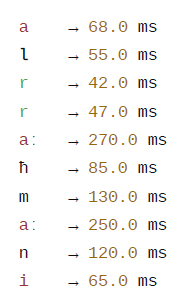 a → 68.0 ms
l → 55.0 ms
r → 42.0 ms
r → 47.0 ms
aː → 270.0 ms
ħ → 85.0 ms
m → 130.0 ms
aː → 250.0 ms
n → 120.0 ms
i → 65.0 ms